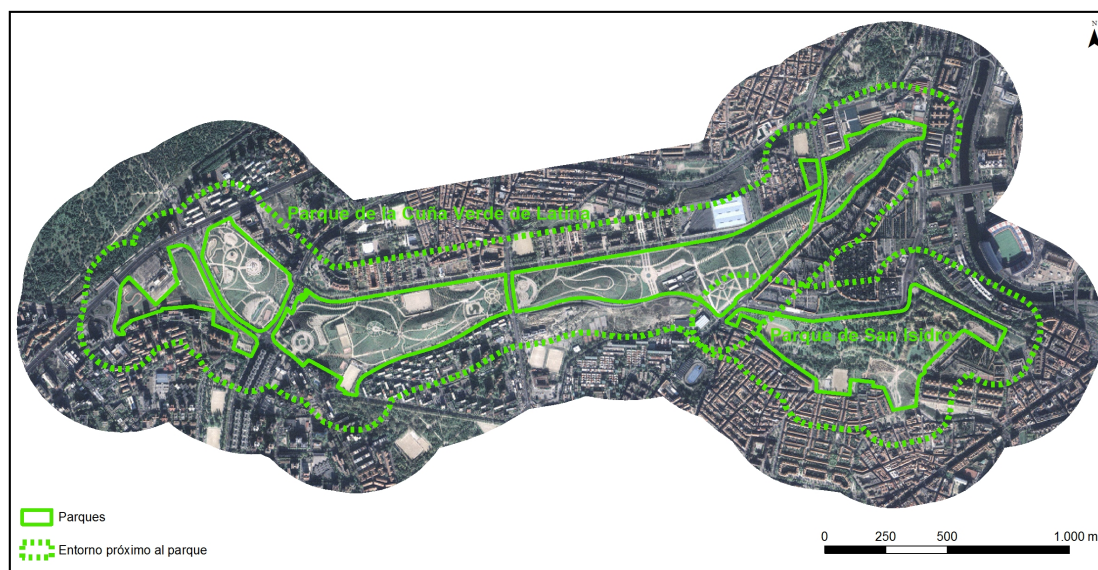 N
Parque de la Cuña Verde de Latina
Parque de San Isidro
Parques
Entorno próximo al parque
0 250 500 1.000 m